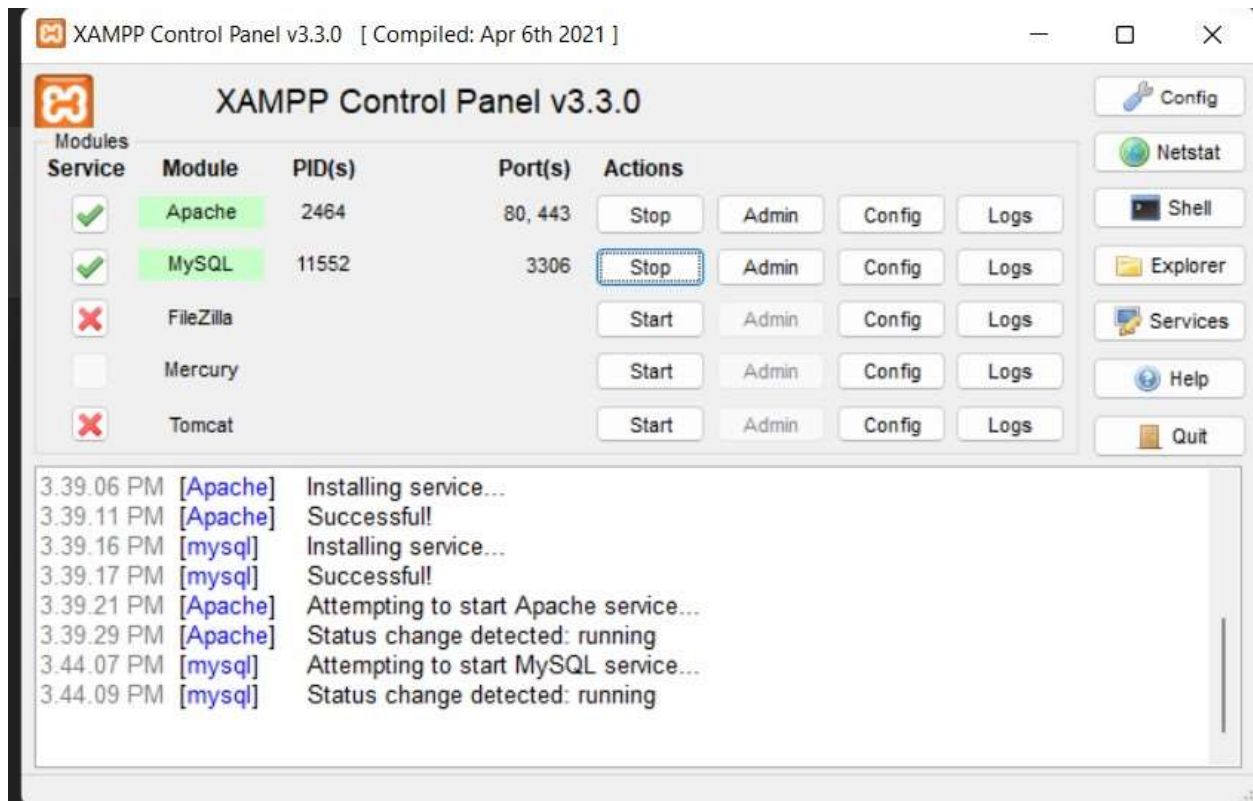 XAMPP Control Panel v3.3.0 [ Compiled: Apr 6th 2021 ]
XAMPP Control Panel v3.3.0
Config
Modules
Service Module PID(s) Port(s) Actions
Netstat
Apache 2464 80, 443 Stop Admin Config Logs
Shell
MySQL 11552 3306 Stop Admin Config Logs
Explorer
FileZilla Start Admin Config Logs
Services
Mercury Start Admin Config Logs
Help
Tomcat Start Admin Config Logs
Quit
3.39.06 PM [Apache] Installing service...
3.39.11 PM [Apache] Successful!
3.39.16 PM [mysql] Installing service...
3.39.17 PM [mysql] Successful!
3.39.21 PM [Apache] Attempting to start Apache service...
3.39.29 PM [Apache] Status change detected: running
3.44.07 PM [mysql] Attempting to start MySQL service...
3.44.09 PM [mysql] Status change detected: running